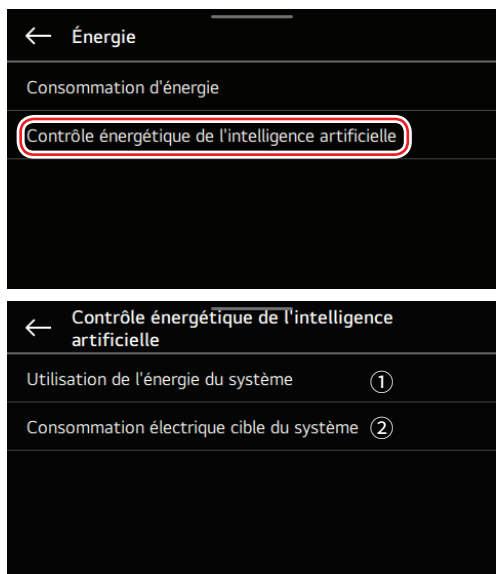 ← Énergie
Consommation d'énergie
Contrôle énergétique de l'intelligence artificielle
← Contrôle énergétique de l'intelligence
artificielle
Utilisation de l'énergie du système ①
Consommation électrique cible du système ②